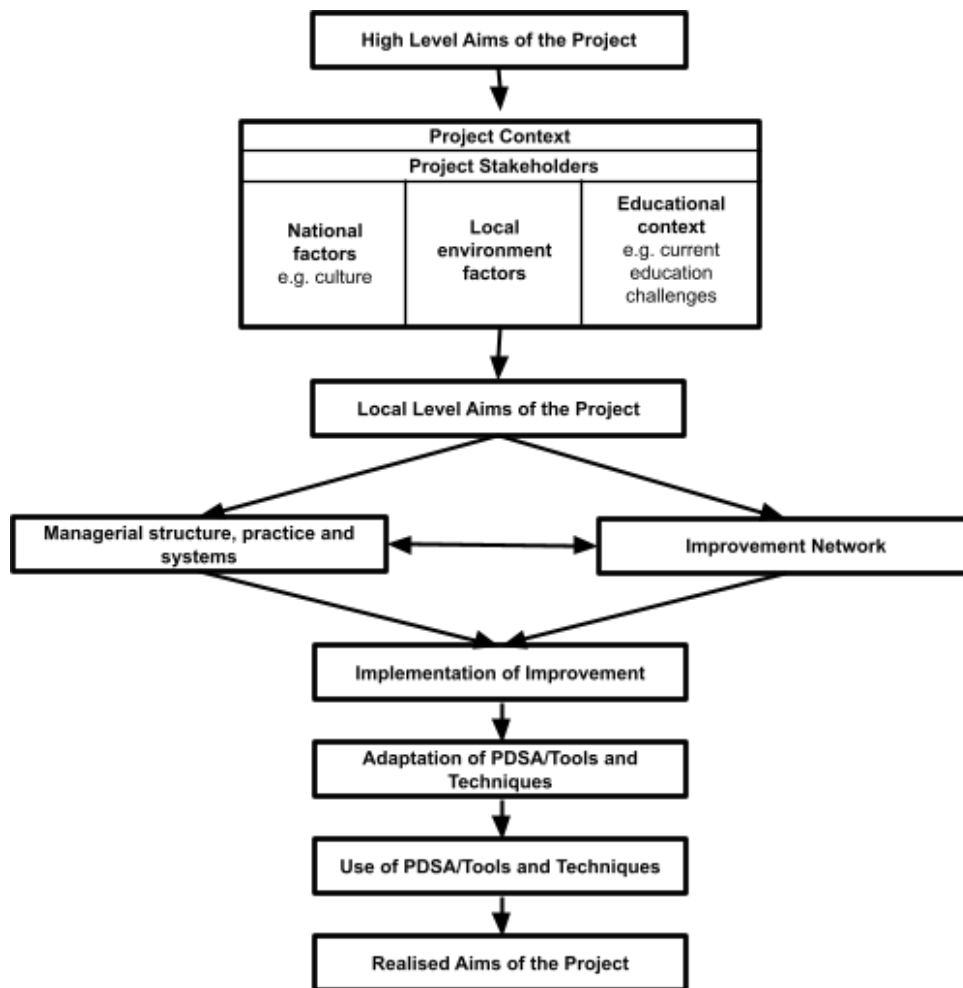 High Level Aims of the Project
Project Context
Project Stakeholders
National
factors
e.g. culture
Local
environment
factors
Educational
context
e.g. current
education
challenges
Local Level Aims of the Project
Managerial structure, practice and
systems
Improvement Network
Implementation of Improvement
Adaptation of PDSA/Tools and
Techniques
Use of PDSA/Tools and Techniques
Realised Aims of the Project